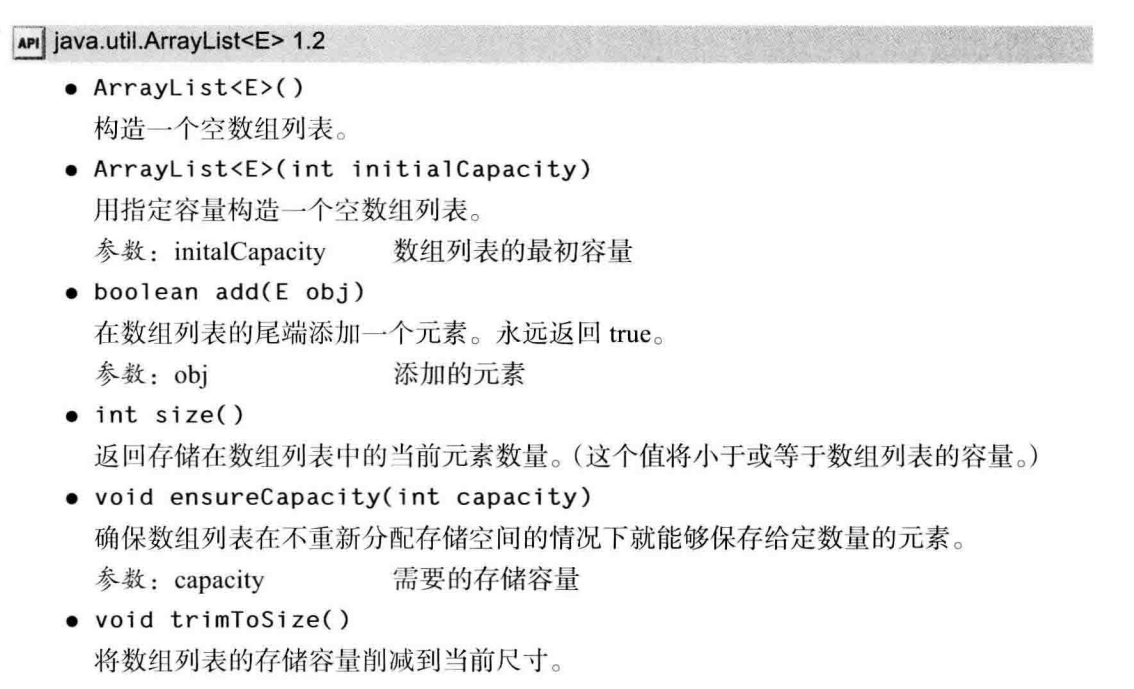 API java.util.ArrayList<E> 1.2
● ArrayList<E>()
构造一个空数组列表。
● ArrayList<E>(int initialCapacity)
用指定容量构造一个空数组列表。
参数：initalCapacity 数组列表的最初容量
● boolean add(E obj)
在数组列表的尾端添加一个元素。永远返回 true。
参数：obj 添加的元素
● int size()
返回存储在数组列表中的当前元素数量。（这个值将小于或等于数组列表的容量。）
● void ensureCapacity(int capacity)
确保数组列表在不重新分配存储空间的情况下就能够保存给定数量的元素。
参数：capacity 需要的存储容量
● void trimToSize()
将数组列表的存储容量削减到当前尺寸。